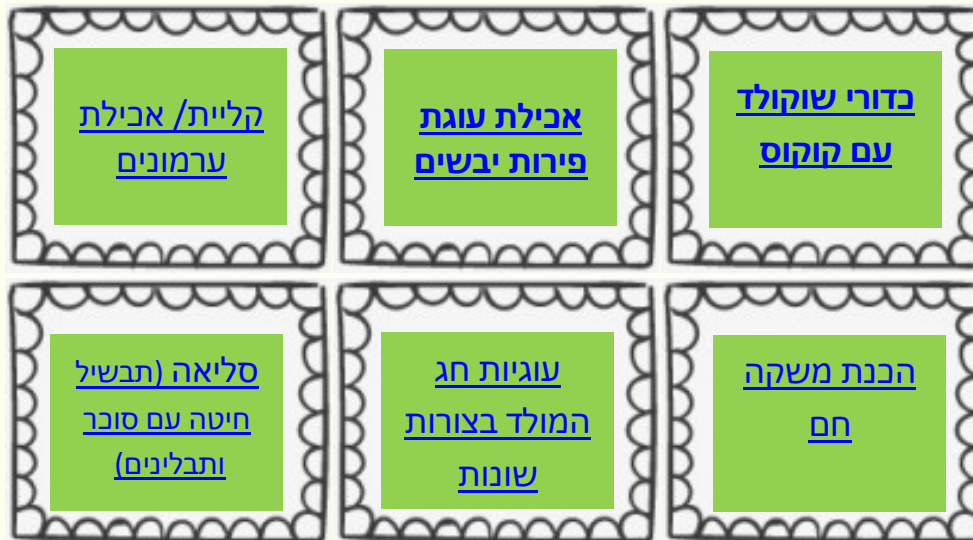 כדורי שוקולד
עם קוקוס
אכילת עוגת
פירות יבשים
קליית/ אכילת
ערמונים
הכנת משקה
חם
עוגיות חג
המולד בצורות
שונות
סליאה (תבשיל
חיטה עם סוכר
ותבלינים)